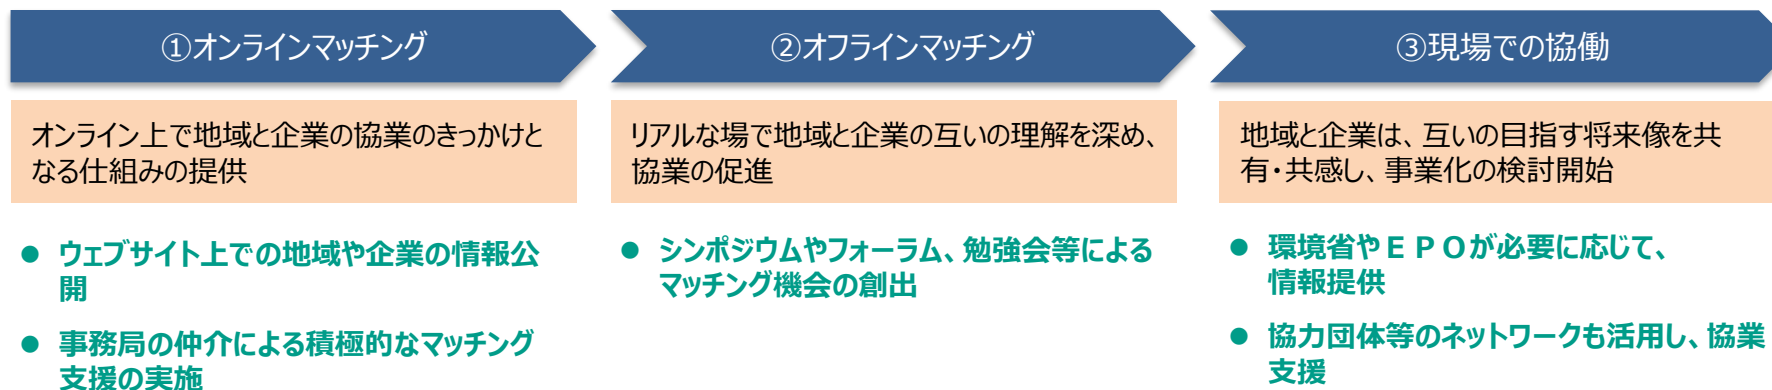 ①オンラインマッチング
オンライン上で地域と企業の協業のきっかけと
なる仕組みの提供
● ウェブサイト上での地域や企業の情報公
開
● 事務局の仲介による積極的なマッチング
支援の実施
②オフラインマッチング
リアルな場で地域と企業の互いの理解を深め、
協業の促進
● シンポジウムやフォーラム、勉強会等による
マッチング機会の創出
③現場での協働
地域と企業は、互いの目指す将来像を共
有・共感し、事業化の検討開始
● 環境省やＥＰＯが必要に応じて、
情報提供
● 協力団体等のネットワークも活用し、協業
支援